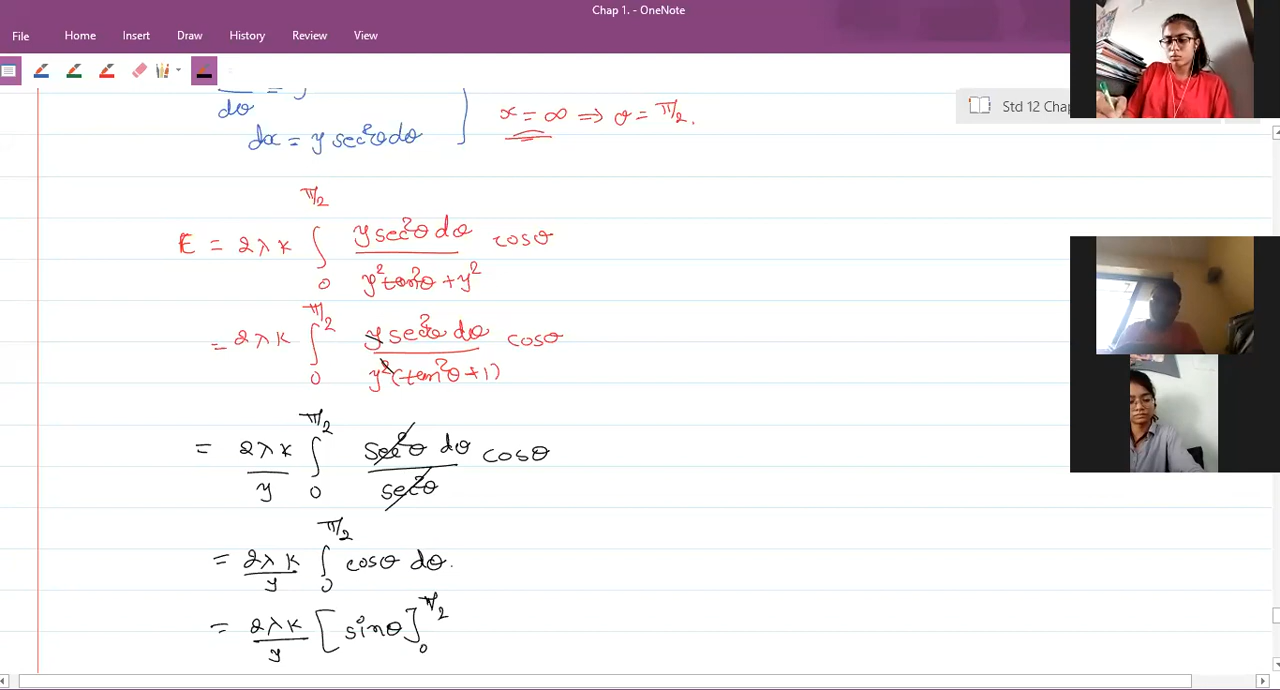 Chap 1. - OneNote
File Home Insert Draw History Review View
Std 12 Chap
dθ
dx = y sec²θ dθ
x = ∞ ⇒ θ = π/2.
E = 2λk ∫₀^(π/2) (y sec²θ dθ)/(y² tan²θ + y²) cosθ
= 2λk ∫₀^(π/2) (y sec²θ dθ)/(y²(tan²θ + 1)) cosθ
= 2λk/y ∫₀^(π/2) (sec²θ dθ)/(sec²θ) cosθ
= 2λk/y ∫₀^(π/2) cosθ dθ.
= 2λk/y [sinθ]₀^(π/2)